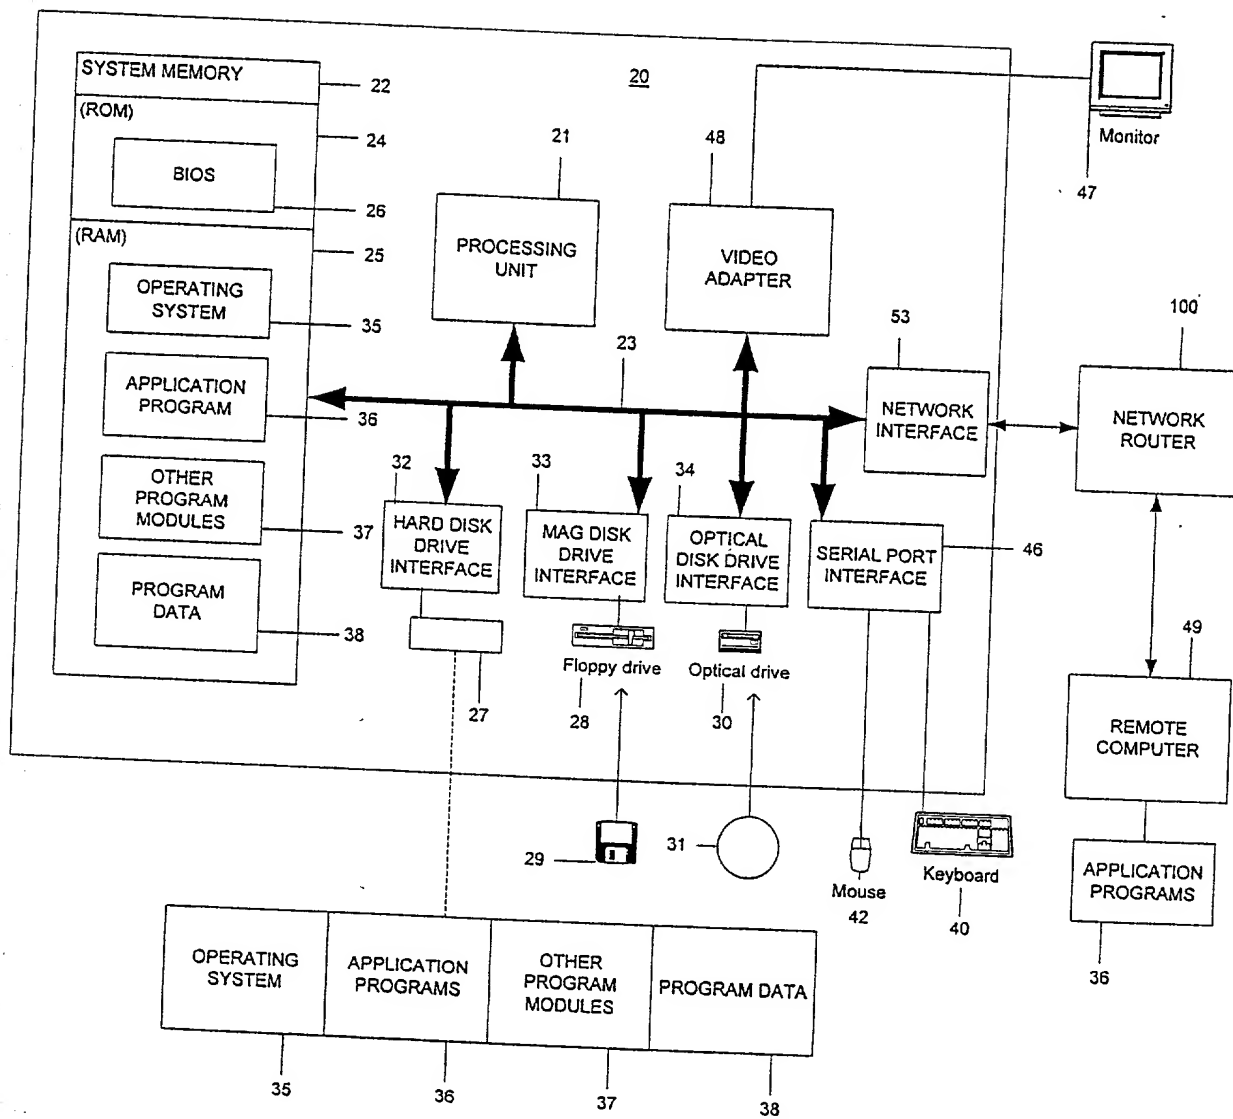 SYSTEM MEMORY
22
(ROM)
24
BIOS
26
(RAM)
25
OPERATING
SYSTEM
35
APPLICATION
PROGRAM
36
OTHER
PROGRAM
MODULES
37
PROGRAM
DATA
38
20
21
PROCESSING
UNIT
48
VIDEO
ADAPTER
Monitor
47
23
53
NETWORK
INTERFACE
100
NETWORK
ROUTER
32
HARD DISK
DRIVE
INTERFACE
33
MAG DISK
DRIVE
INTERFACE
34
OPTICAL
DISK DRIVE
INTERFACE
SERIAL PORT
INTERFACE
46
27
Floppy drive
28
Optical drive
30
49
REMOTE
COMPUTER
29
31
Mouse
42
Keyboard
40
APPLICATION
PROGRAMS
36
OPERATING
SYSTEM
APPLICATION
PROGRAMS
OTHER
PROGRAM
MODULES
PROGRAM DATA
35
36
37
38